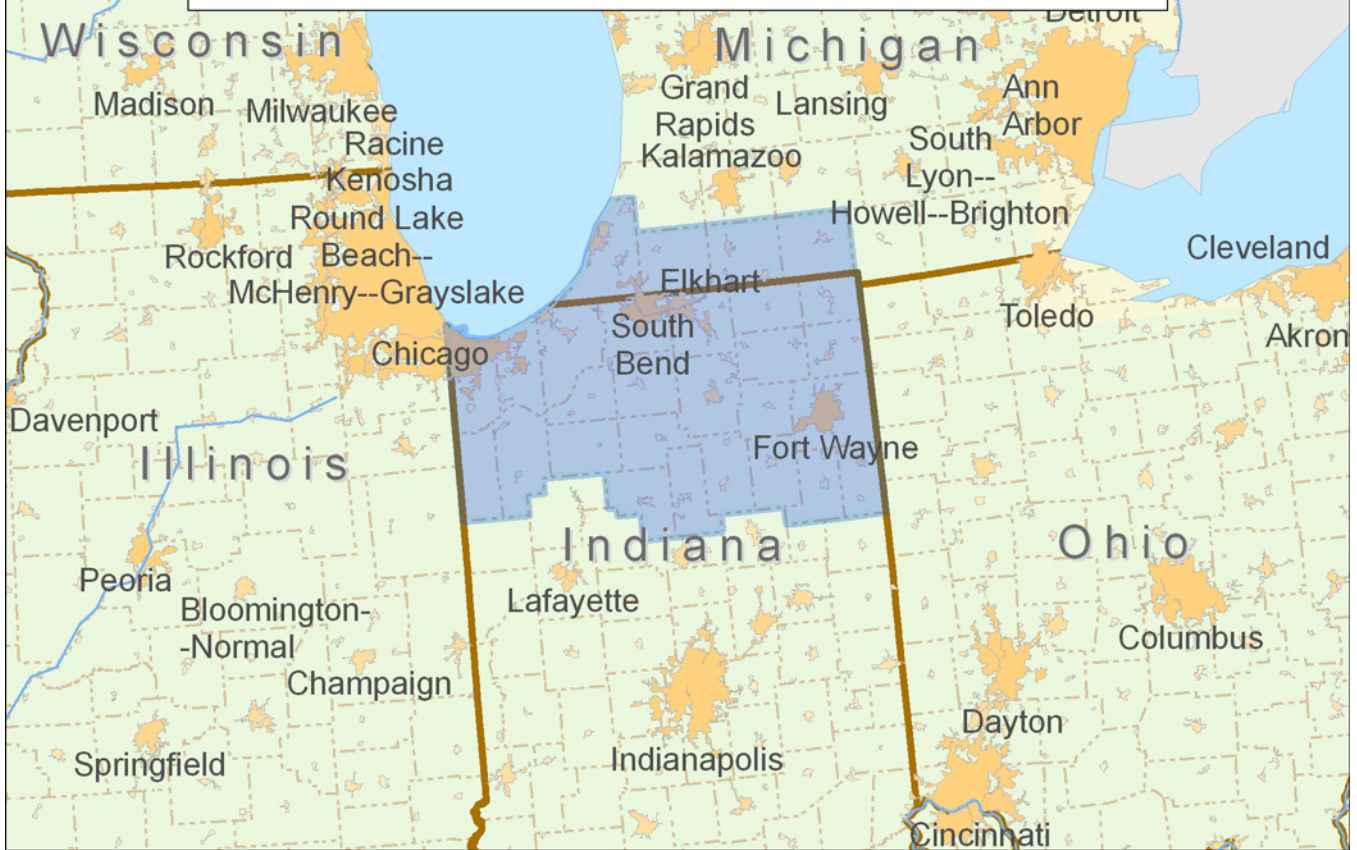 Detroit
Wisconsin
Michigan
Madison
Milwaukee
Grand
Rapids
Lansing
Ann
Arbor
Racine
Kalamazoo
South
Lyon--
Howell--Brighton
Kenosha
Round Lake
Beach--
McHenry--Grayslake
Rockford
Cleveland
Elkhart
South
Bend
Toledo
Akron
Chicago
Davenport
Illinois
Fort Wayne
Indiana
Ohio
Peoria
Bloomington-
-Normal
Lafayette
Columbus
Champaign
Dayton
Springfield
Indianapolis
Cincinnati